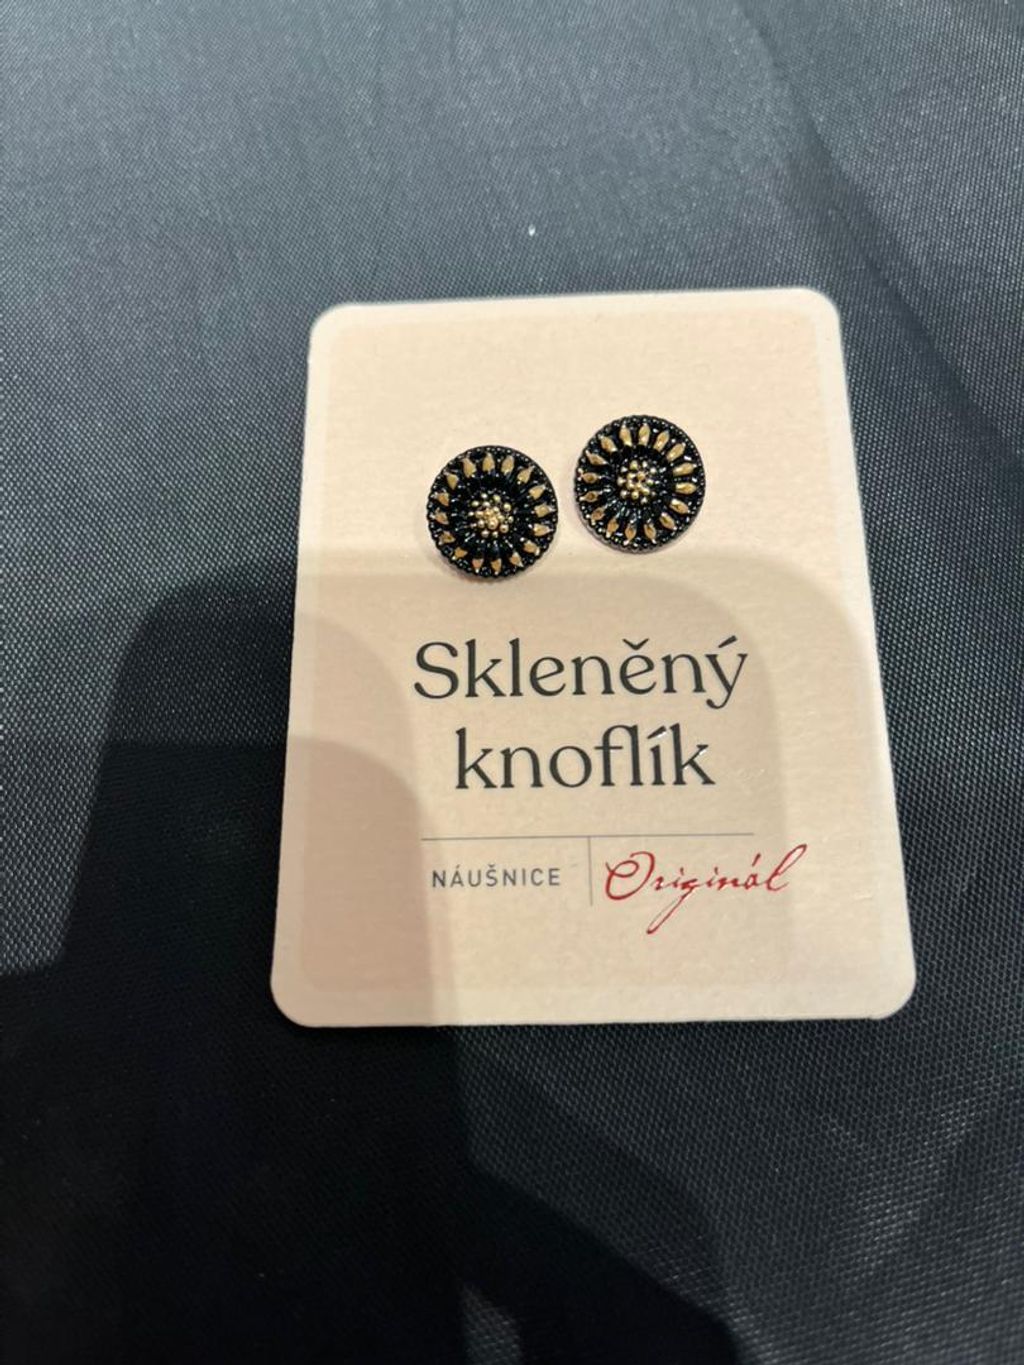 Skleněný
knoflík
NÁUŠNICE Originál